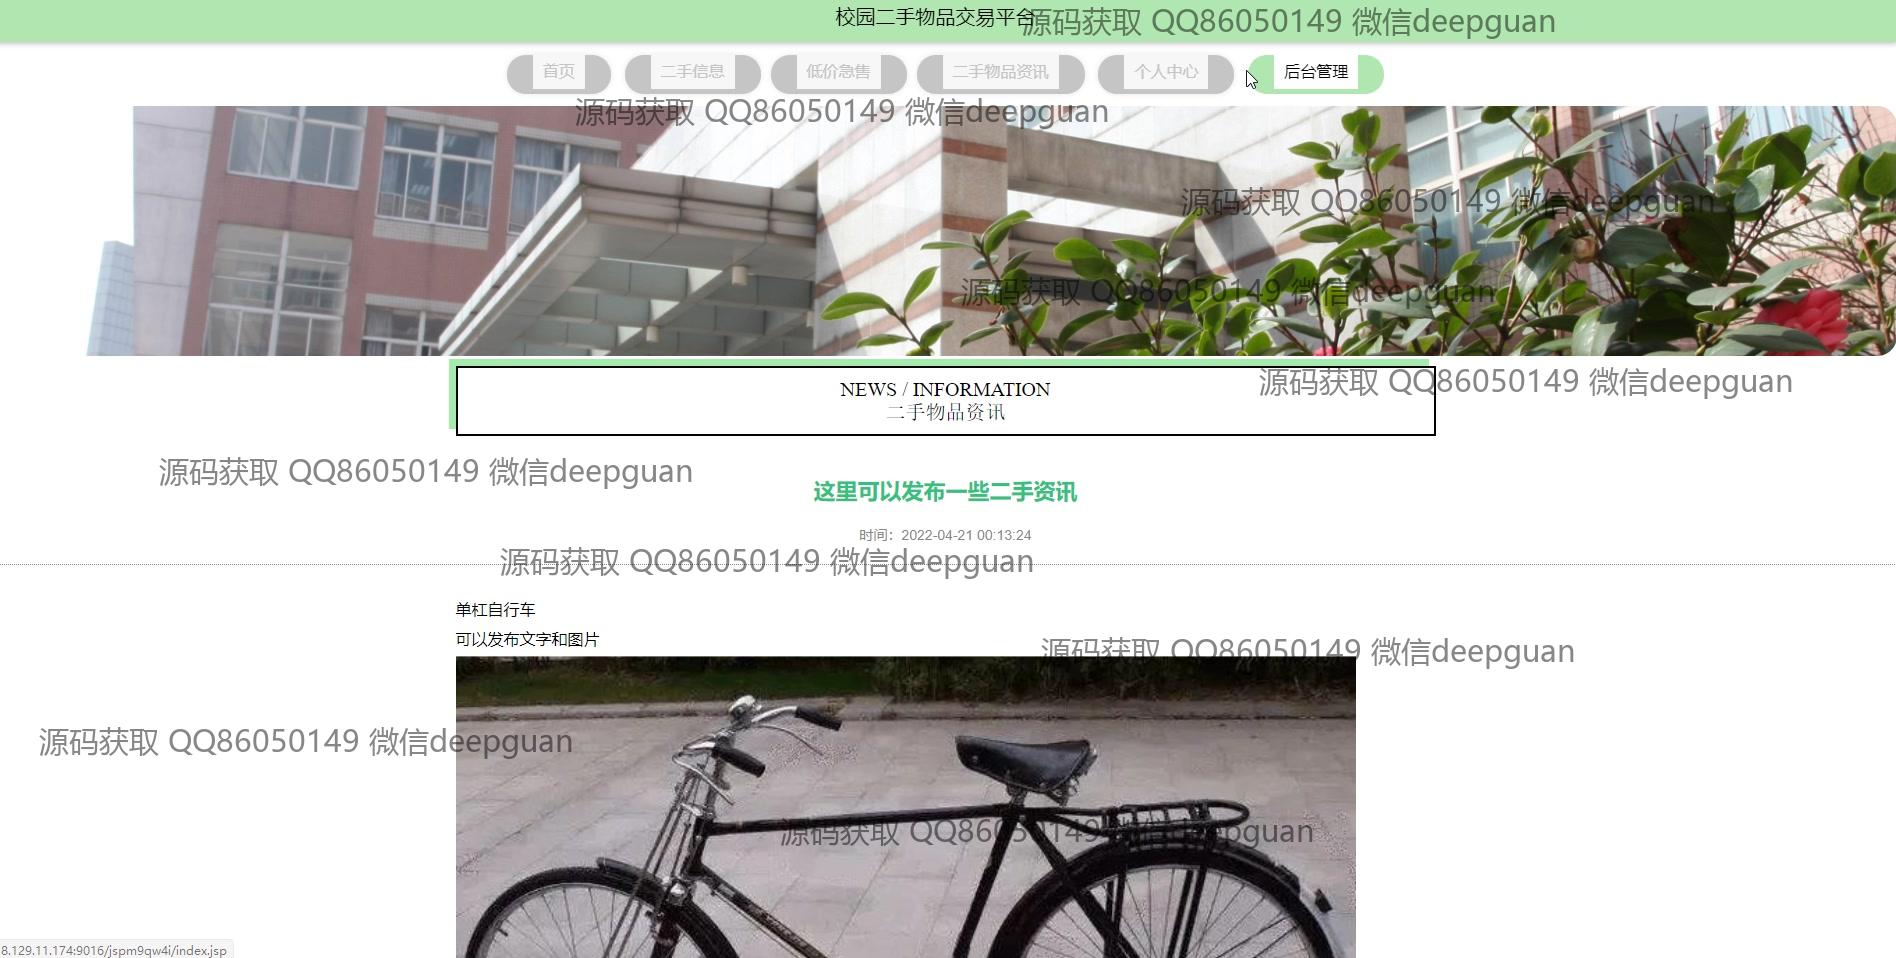 校园二手物品交易平台
源码获取 QQ86050149 微信deepguan
首页
二手信息
低价急售
二手物品资讯
个人中心
后台管理
源码获取 QQ86050149 微信deepguan
源码获取 QQ86050149 微信deepguan
源码获取 QQ86050149 微信deepguan
NEWS / INFORMATION
源码获取 QQ86050149 微信deepguan
二手物品资讯
源码获取 QQ86050149 微信deepguan
这里可以发布一些二手资讯
时间：2022-04-21 00:13:24
源码获取 QQ86050149 微信deepguan
单杠自行车
可以发布文字和图片
源码获取 QQ86050149 微信deepguan
源码获取 QQ86050149 微信deepguan
源码获取 QQ86050149 微信deepguan
8.129.11.174:9016/jspm9qw4i/index.jsp